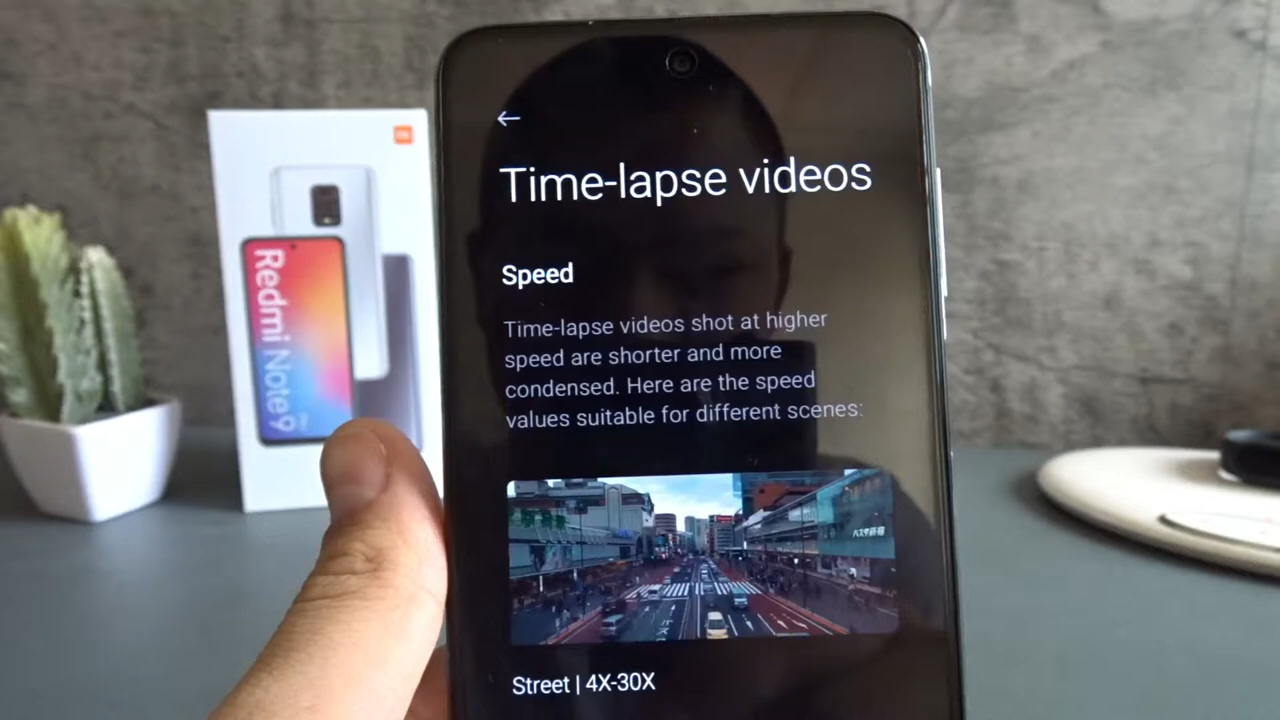 Time-lapse videos
Speed
Time-lapse videos shot at higher
speed are shorter and more
condensed. Here are the speed
values suitable for different scenes:
Street | 4X-30X
Redmi Note 9